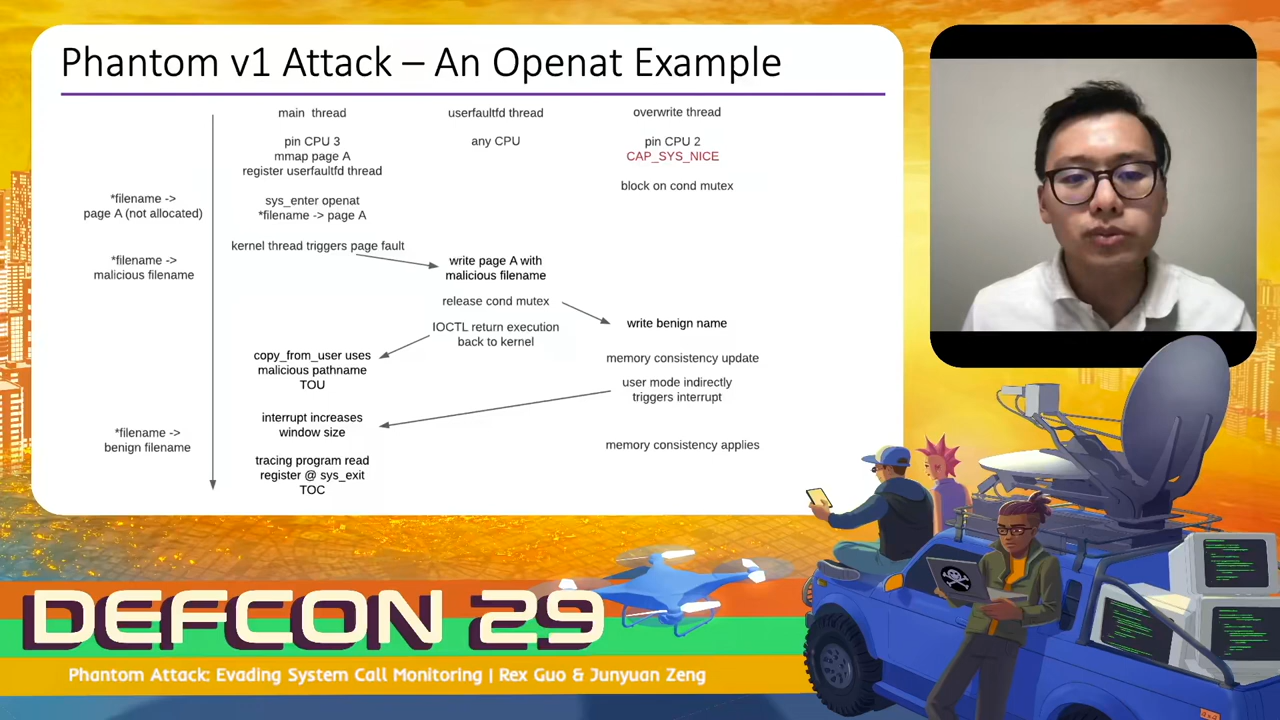 Phantom v1 Attack – An Openat Example
main thread
userfaultfd thread
overwrite thread
pin CPU 3
any CPU
pin CPU 2
mmap page A
CAP_SYS_NICE
register userfaultfd thread
block on cond mutex
*filename ->
page A (not allocated)
sys_enter openat
*filename -> page A
kernel thread triggers page fault
*filename ->
malicious filename
write page A with
malicious filename
release cond mutex
write benign name
IOCTL return execution
back to kernel
copy_from_user uses
malicious pathname
TOU
memory consistency update
user mode indirectly
triggers interrupt
interrupt increases
window size
*filename ->
benign filename
memory consistency applies
tracing program read
register @ sys_exit
TOC
DEFCON 29
Phantom Attack: Evading System Call Monitoring | Rex Guo & Junyuan Zeng